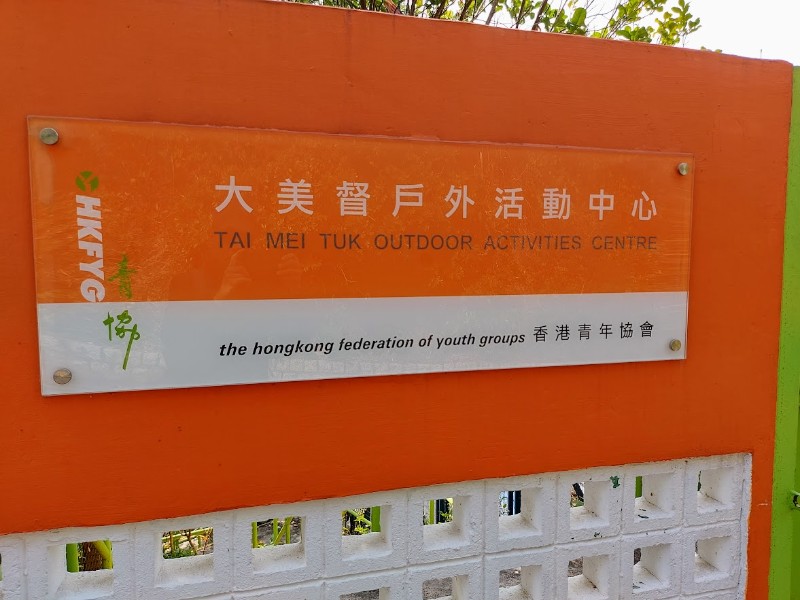 大美督戶外活動中心
TAI MEI TUK OUTDOOR ACTIVITIES CENTRE
HKFYG
青協
the hongkong federation of youth groups 香港青年協會